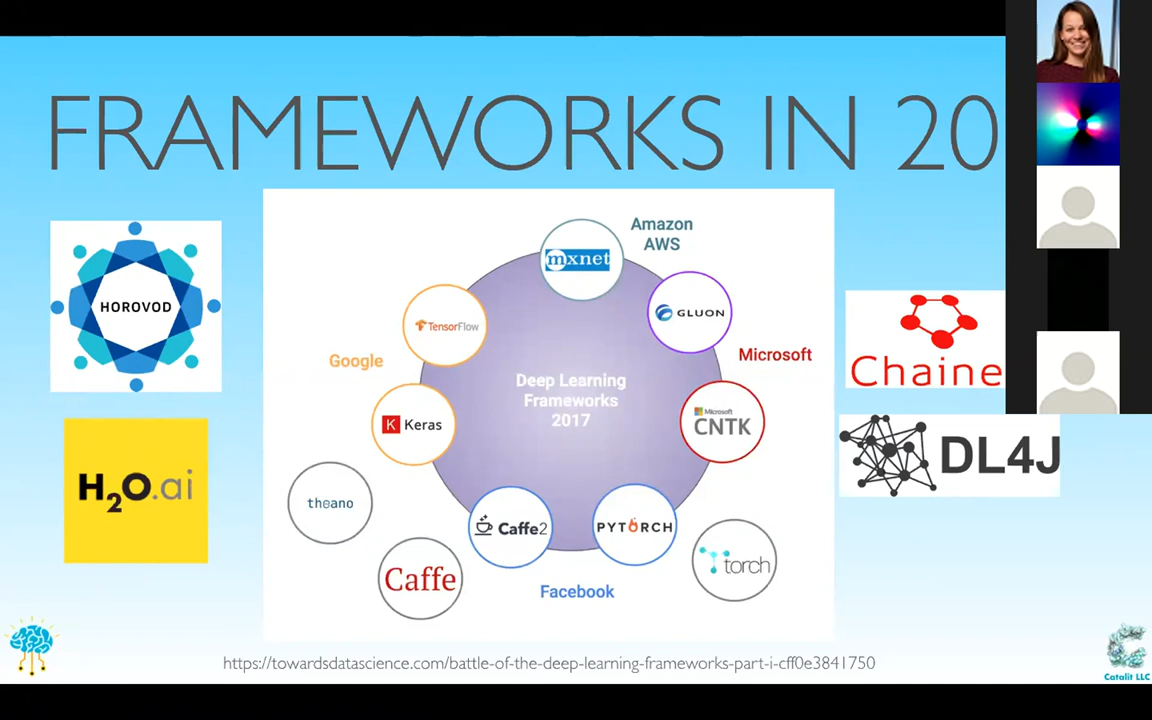 FRAMEWORKS IN 20
HOROVOD
H2O.ai
Amazon
AWS
mxnet
GLUON
TensorFlow
Google
Microsoft
Deep Learning
Frameworks
2017
Keras
K
Microsoft
CNTK
theano
Caffe2
PYTORCH
Caffe
torch
Facebook
Chaine
DL4J
https://towardsdatascience.com/battle-of-the-deep-learning-frameworks-part-i-cff0e3841750
Catalit LLC